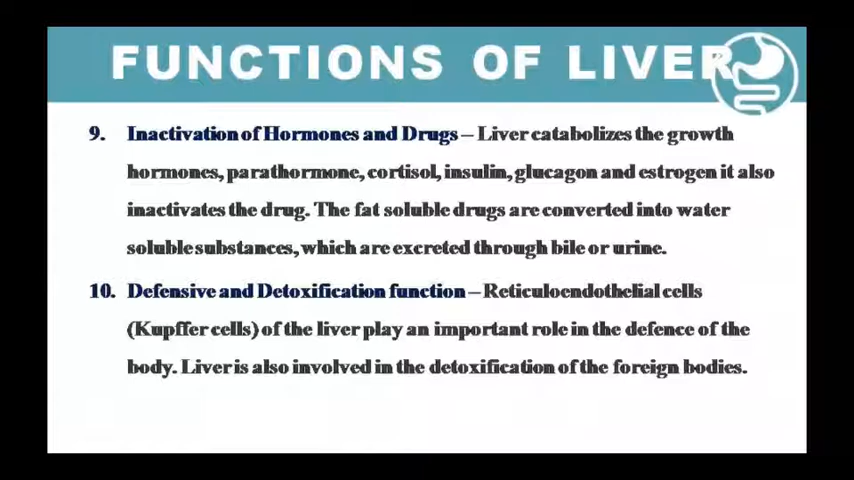 FUNCTIONS OF LIVER
9. Inactivation of Hormones and Drugs – Liver catabolizes the growth
hormones, parathormone, cortisol, insulin, glucagon and estrogen it also
inactivates the drug. The fat soluble drugs are converted into water
soluble substances, which are excreted through bile or urine.
10. Defensive and Detoxification function – Reticuloendothelial cells
(Kupffer cells) of the liver play an important role in the defence of the
body. Liver is also involved in the detoxification of the foreign bodies.